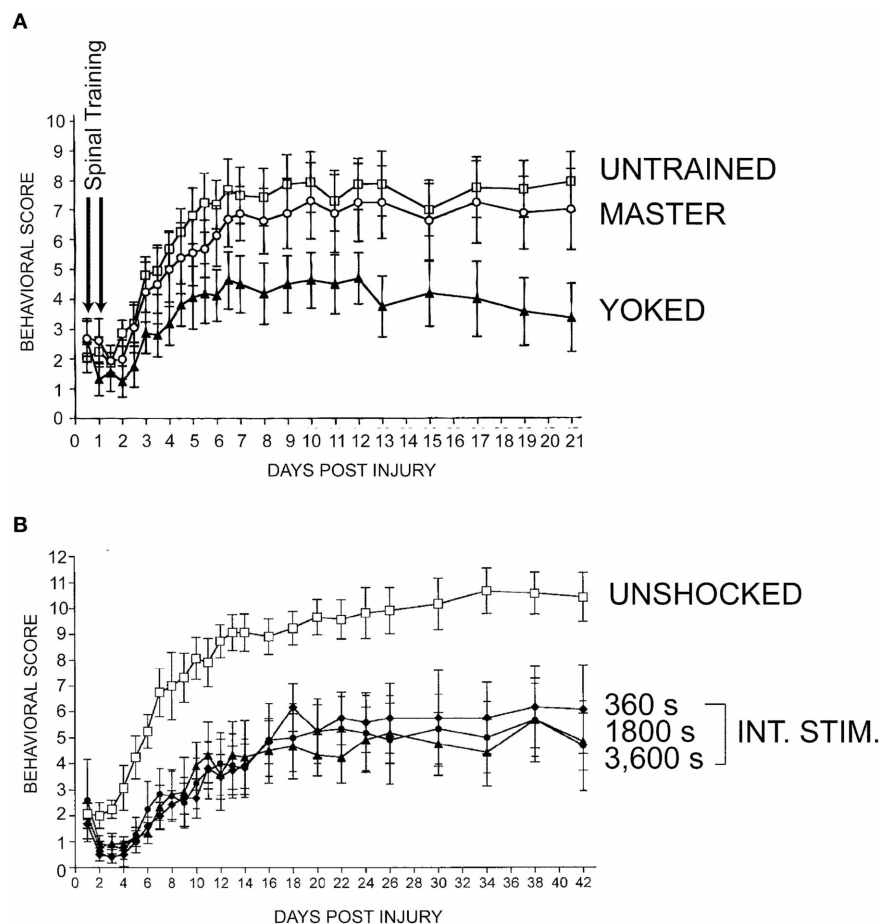 A
Spinal Training
BEHAVIORAL SCORE
10
9
8
7
6
5
4
3
2
1
0
0 1 2 3 4 5 6 7 8 9 10 11 12 13 14 15 16 17 18 19 20 21
DAYS POST INJURY
UNTRAINED
MASTER
YOKED
B
BEHAVIORAL SCORE
12
11
10
9
8
7
6
5
4
3
2
1
0
0 2 4 6 8 10 12 14 16 18 20 22 24 26 28 30 32 34 36 38 40 42
DAYS POST INJURY
UNSHOCKED
360 s
1800 s
3,600 s
INT. STIM.